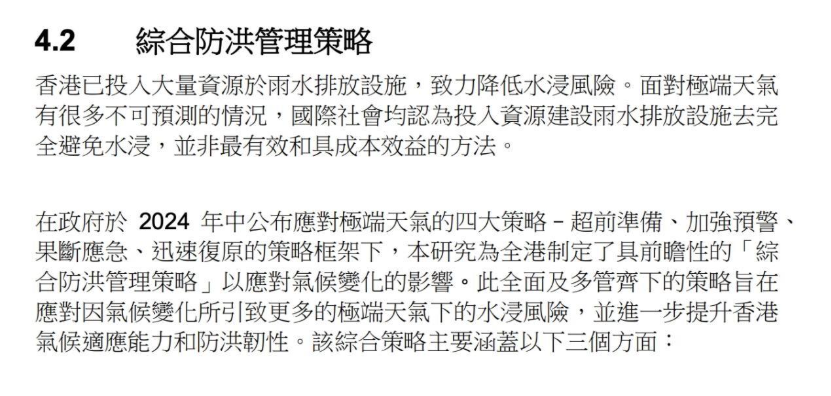 4.2 綜合防洪管理策略
香港已投入大量資源於雨水排放設施，致力降低水浸風險。面對極端天氣
有很多不可預測的情況，國際社會均認為投入資源建設雨水排放設施去完
全避免水浸，並非最有效和具成本效益的方法。
在政府於 2024 年中公布應對極端天氣的四大策略 – 超前準備、加強預警、
果斷應急、迅速復原的策略框架下，本研究為全港制定了具前瞻性的「綜
合防洪管理策略」以應對氣候變化的影響。此全面及多管齊下的策略旨在
應對因氣候變化所引致更多的極端天氣下的水浸風險，並進一步提升香港
氣候適應能力和防洪韌性。該綜合策略主要涵蓋以下三個方面：